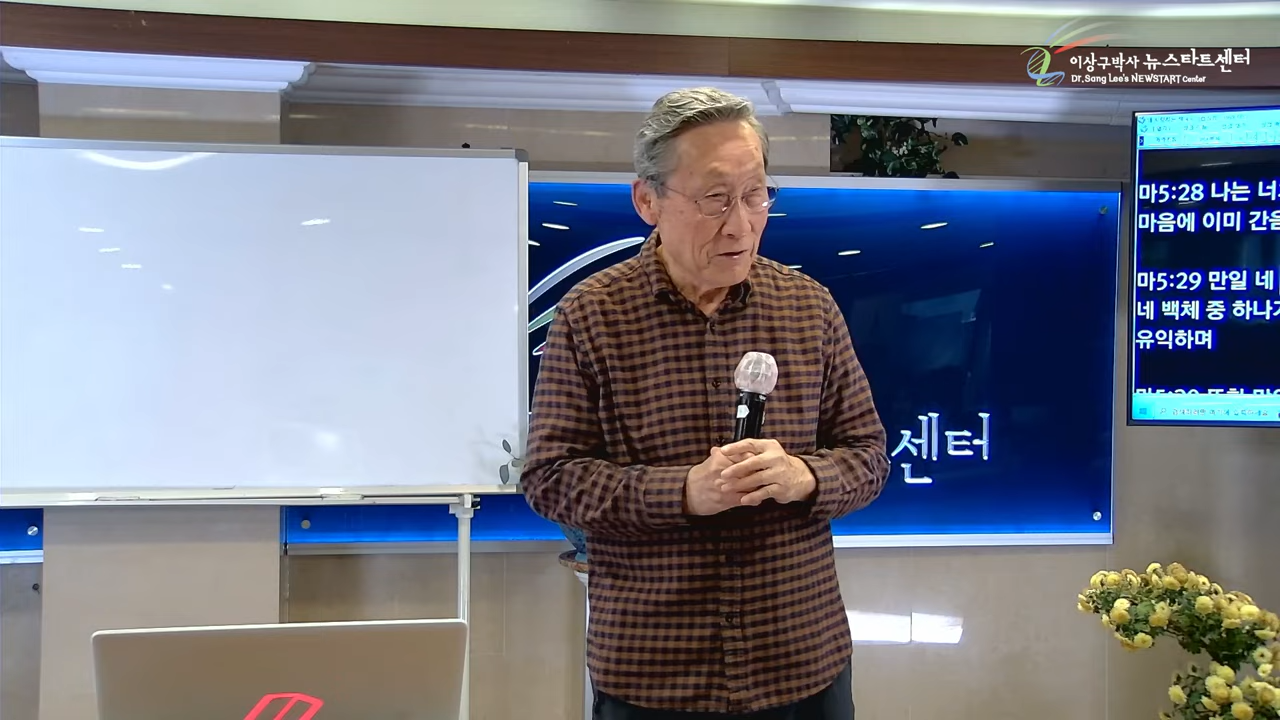 이상구박사 뉴스타트센터
Dr. Sang Lee's NEWSTART Center
마5:28 나는 너
마음에 이미 간음
마5:29 만일 네
네 백체 중 하나가
유익하며
센터